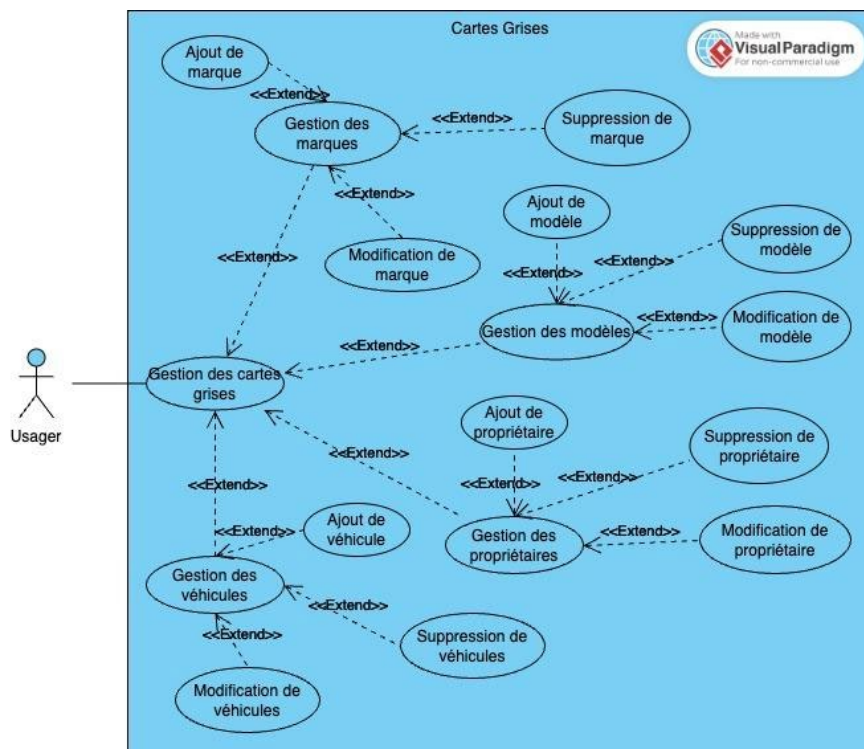 Cartes Grises
Made with
VisualParadigm
For non-commercial use
Ajout de
marque
<<Extend>>
Gestion des
marques
<<Extend>>
Suppression de
marque
<<Extend>>
Modification de
marque
<<Extend>>
Ajout de
modèle
<<Extend>>
Suppression de
modèle
<<Extend>>
Gestion des modèles
<<Extend>>
Modification de
modèle
<<Extend>>
Gestion des cartes
grises
Usager
Ajout de
propriétaire
<<Extend>>
Suppression de
propriétaire
<<Extend>>
<<Extend>>
Gestion des
propriétaires
<<Extend>>
Modification de
propriétaire
<<Extend>>
Ajout de
véhicule
<<Extend>>
Gestion des
véhicules
<<Extend>>
Suppression de
véhicules
<<Extend>>
Modification de
véhicules